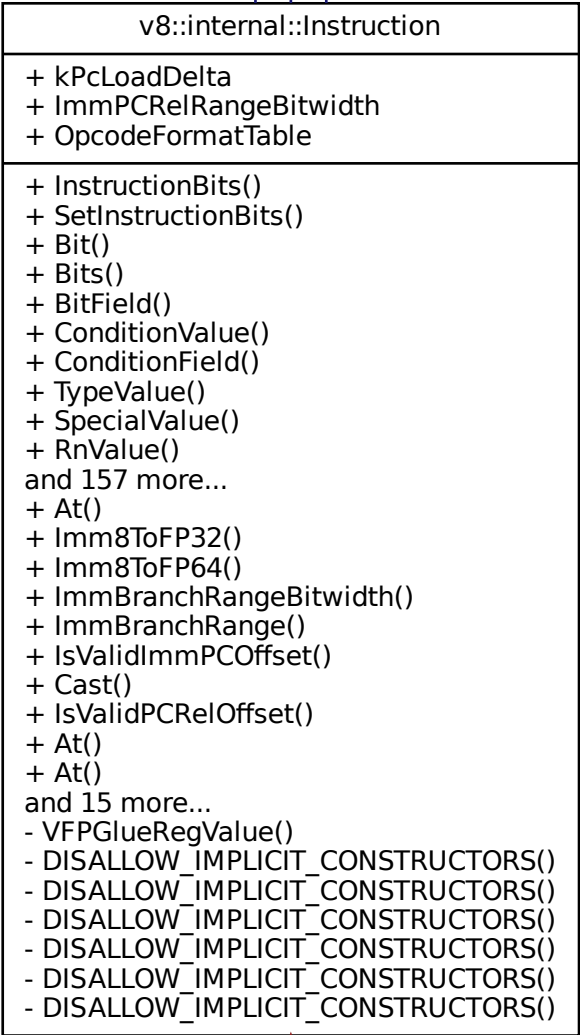 v8::internal::Instruction
+ kPcLoadDelta
+ ImmPCRelRangeBitwidth
+ OpcodeFormatTable
+ InstructionBits()
+ SetInstructionBits()
+ Bit()
+ Bits()
+ BitField()
+ ConditionValue()
+ ConditionField()
+ TypeValue()
+ SpecialValue()
+ RnValue()
and 157 more...
+ At()
+ Imm8ToFP32()
+ Imm8ToFP64()
+ ImmBranchRangeBitwidth()
+ ImmBranchRange()
+ IsValidImmPCOffset()
+ Cast()
+ IsValidPCRelOffset()
+ At()
+ At()
and 15 more...
- VFPGlueRegValue()
- DISALLOW_IMPLICIT_CONSTRUCTORS()
- DISALLOW_IMPLICIT_CONSTRUCTORS()
- DISALLOW_IMPLICIT_CONSTRUCTORS()
- DISALLOW_IMPLICIT_CONSTRUCTORS()
- DISALLOW_IMPLICIT_CONSTRUCTORS()
- DISALLOW_IMPLICIT_CONSTRUCTORS()